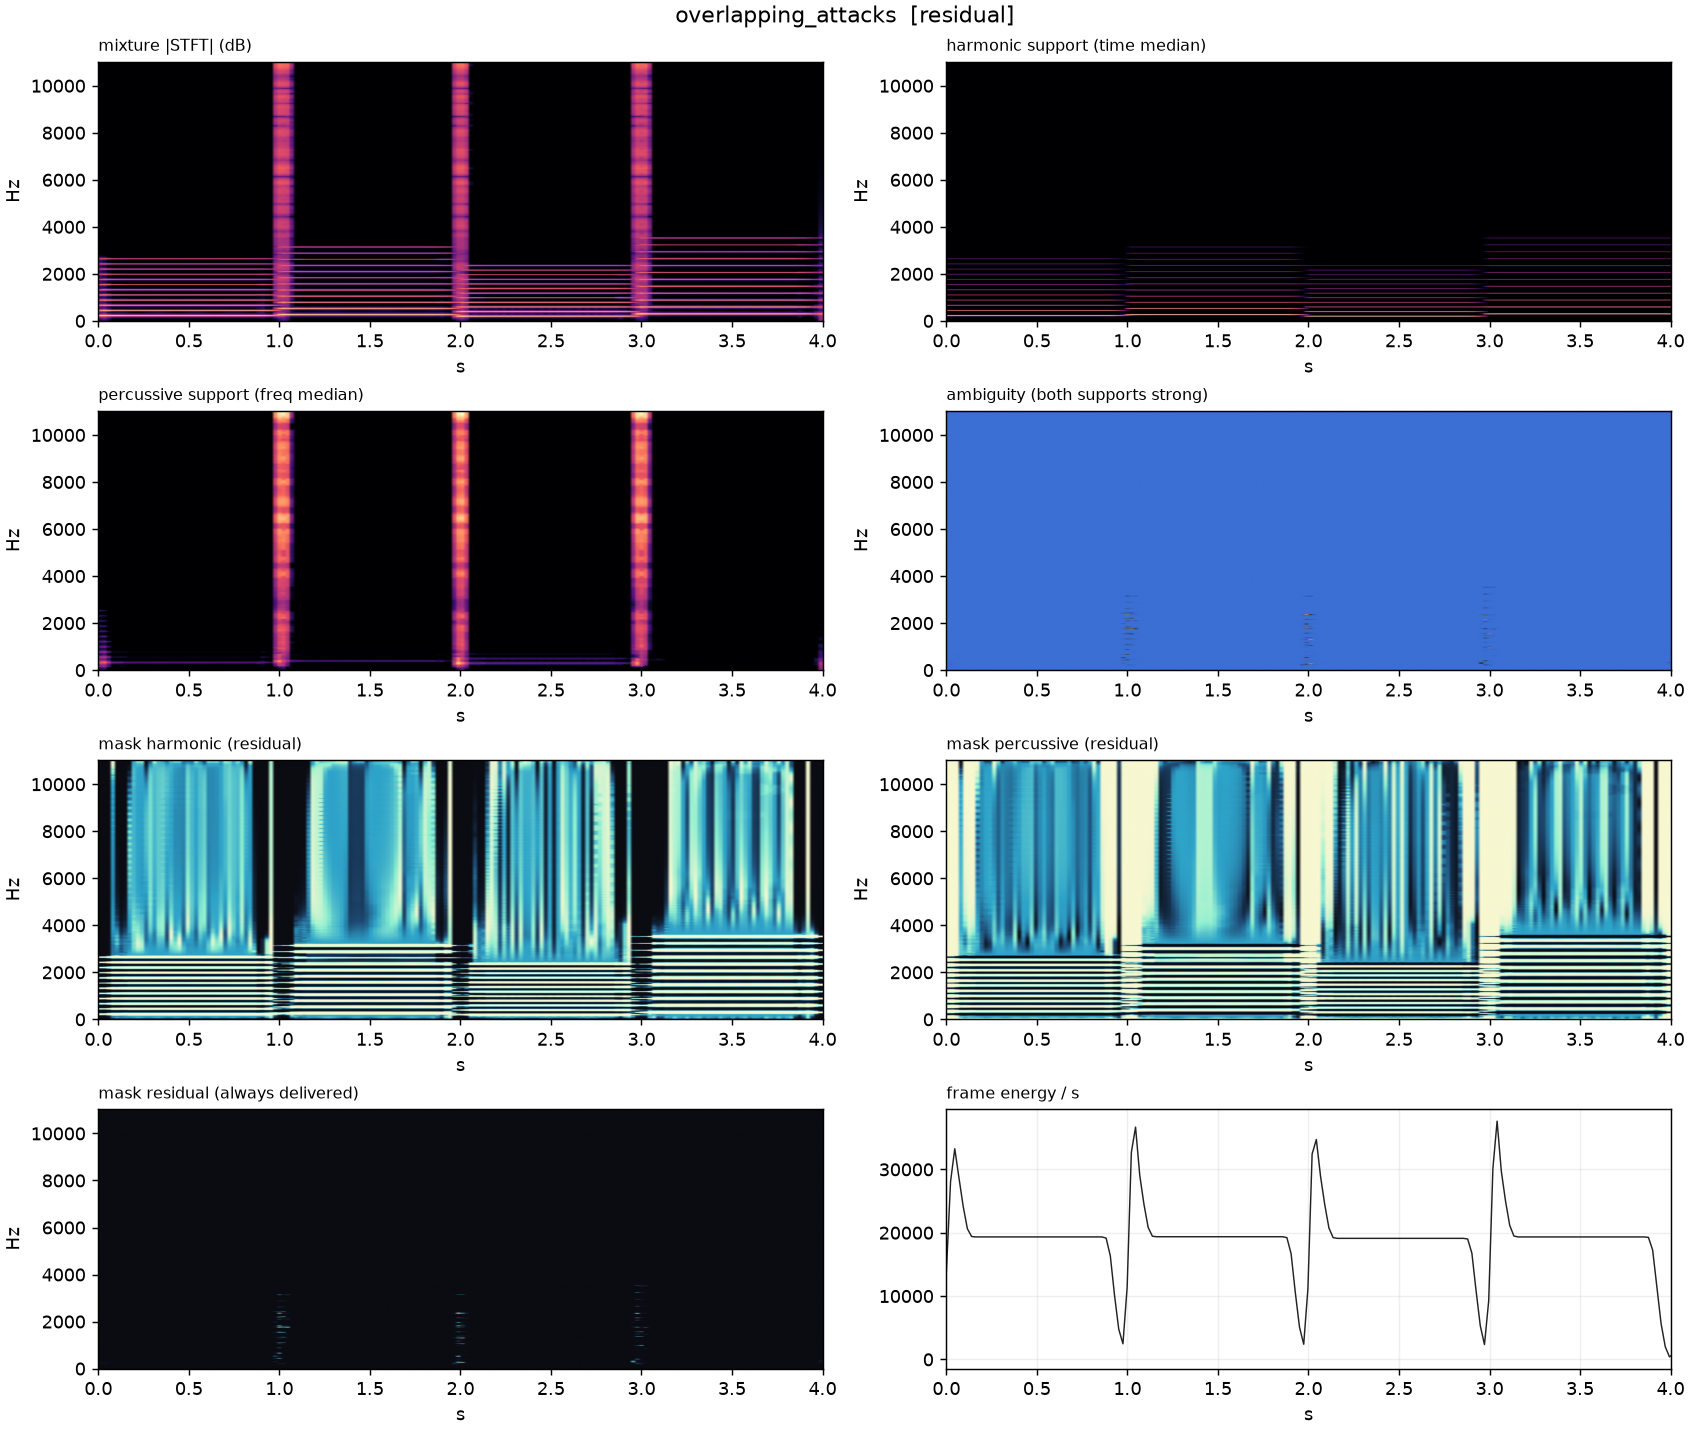 overlapping_attacks  [residual]
mixture |STFT| (dB)
harmonic support (time median)
10000
8000
6000
4000
2000
0
Hz
0.0 0.5 1.0 1.5 2.0 2.5 3.0 3.5 4.0
s
10000
8000
6000
4000
2000
0
Hz
0.0 0.5 1.0 1.5 2.0 2.5 3.0 3.5 4.0
s
percussive support (freq median)
ambiguity (both supports strong)
10000
8000
6000
4000
2000
0
Hz
0.0 0.5 1.0 1.5 2.0 2.5 3.0 3.5 4.0
s
10000
8000
6000
4000
2000
0
Hz
0.0 0.5 1.0 1.5 2.0 2.5 3.0 3.5 4.0
s
mask harmonic (residual)
mask percussive (residual)
10000
8000
6000
4000
2000
0
Hz
0.0 0.5 1.0 1.5 2.0 2.5 3.0 3.5 4.0
s
10000
8000
6000
4000
2000
0
Hz
0.0 0.5 1.0 1.5 2.0 2.5 3.0 3.5 4.0
s
mask residual (always delivered)
frame energy / s
10000
8000
6000
4000
2000
0
Hz
0.0 0.5 1.0 1.5 2.0 2.5 3.0 3.5 4.0
s
30000
20000
10000
0
0.0 0.5 1.0 1.5 2.0 2.5 3.0 3.5 4.0
s